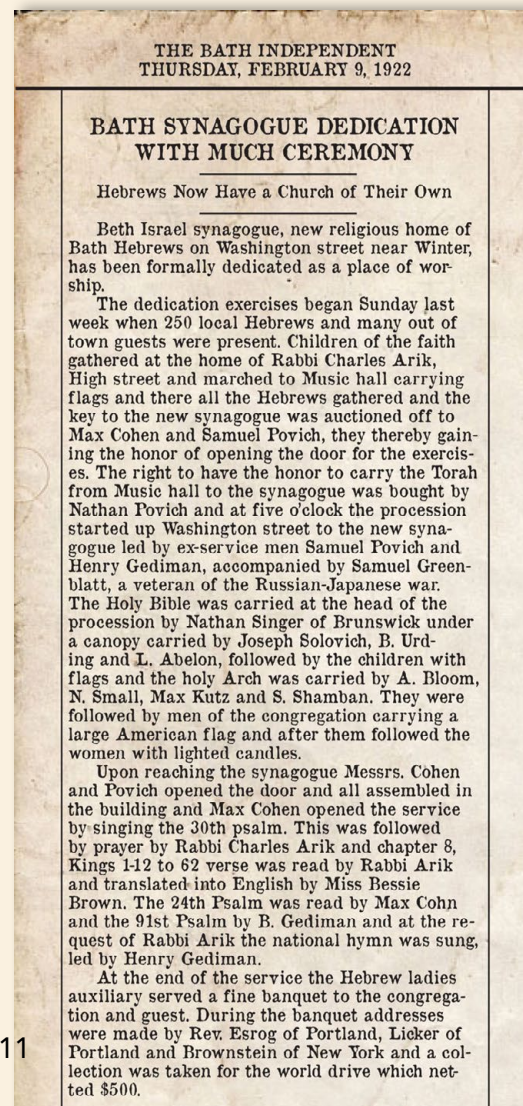 THE BATH INDEPENDENT
THURSDAY, FEBRUARY 9, 1922
BATH SYNAGOGUE DEDICATION
WITH MUCH CEREMONY
Hebrews Now Have a Church of Their Own
Beth Israel synagogue, new religious home of
Bath Hebrews on Washington street near Winter,
has been formally dedicated as a place of wor-
ship.
The dedication exercises began Sunday last
week when 250 local Hebrews and many out of
town guests were present. Children of the faith
gathered at the home of Rabbi Charles Arik,
High street and marched to Music hall carrying
flags and there all the Hebrews gathered and the
key to the new synagogue was auctioned off to
Max Cohen and Samuel Povich, they thereby gain-
ing the honor of opening the door for the exercis-
es. The right to have the honor to carry the Torah
from Music hall to the synagogue was bought by
Nathan Povich and at five o'clock the procession
started up Washington street to the new syna-
gogue led by ex-service men Samuel Povich and
Henry Gediman, accompanied by Samuel Green-
blatt, a veteran of the Russian-Japanese war.
The Holy Bible was carried at the head of the
procession by Nathan Singer of Brunswick under
a canopy carried by Joseph Solovich, B. Urd-
ing and L. Abelon, followed by the children with
flags and the holy Arch was carried by A. Bloom,
N. Small, Max Kutz and S. Shamban. They were
followed by men of the congregation carrying a
large American flag and after them followed the
women with lighted candles.
Upon reaching the synagogue Messrs. Cohen
and Povich opened the door and all assembled in
the building and Max Cohen opened the service
by singing the 30th psalm. This was followed
by prayer by Rabbi Charles Arik and chapter 8,
Kings 1-12 to 62 verse was read by Rabbi Arik
and translated into English by Miss Bessie
Brown. The 24th Psalm was read by Max Cohn
and the 91st Psalm by B. Gediman and at the re-
quest of Rabbi Arik the national hymn was sung,
led by Henry Gediman.
At the end of the service the Hebrew ladies
auxiliary served a fine banquet to the congrega-
tion and guest. During the banquet addresses
were made by Rev. Esrog of Portland, Licker of
Portland and Brownstein of New York and a col-
lection was taken for the world drive which net-
ted $500.
11